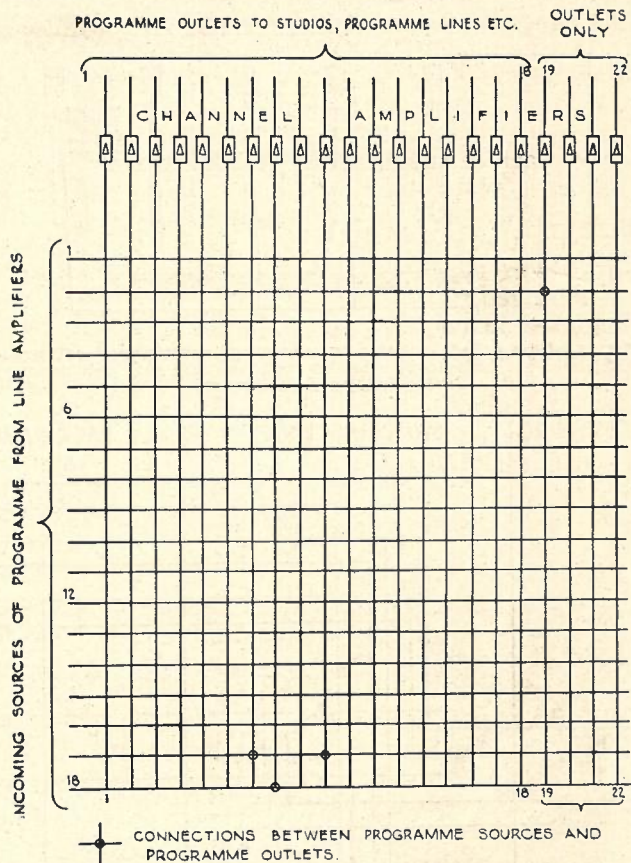 PROGRAMME OUTLETS TO STUDIOS, PROGRAMME LINES ETC.
OUTLETS
ONLY
1 18 19 22
CHANNEL AMPLIFIERS
INCOMING SOURCES OF PROGRAMME FROM LINE AMPLIFIERS
1
6
12
18
1 18 19 22
CONNECTIONS BETWEEN PROGRAMME SOURCES AND
PROGRAMME OUTLETS.